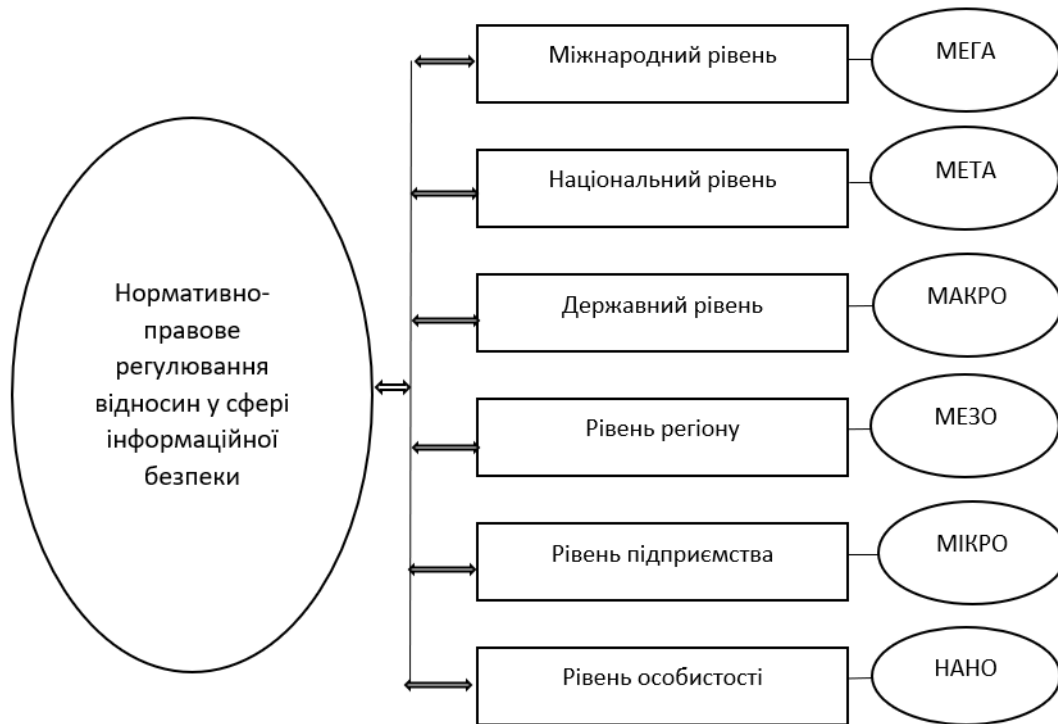 Міжнародний рівень
МЕГА
Національний рівень
МЕТА
Державний рівень
МАКРО
Нормативно-
правове
регулювання
відносин у сфері
інформаційної
безпеки
Рівень регіону
МЕЗО
Рівень підприємства
МІКРО
Рівень особистості
НАНО